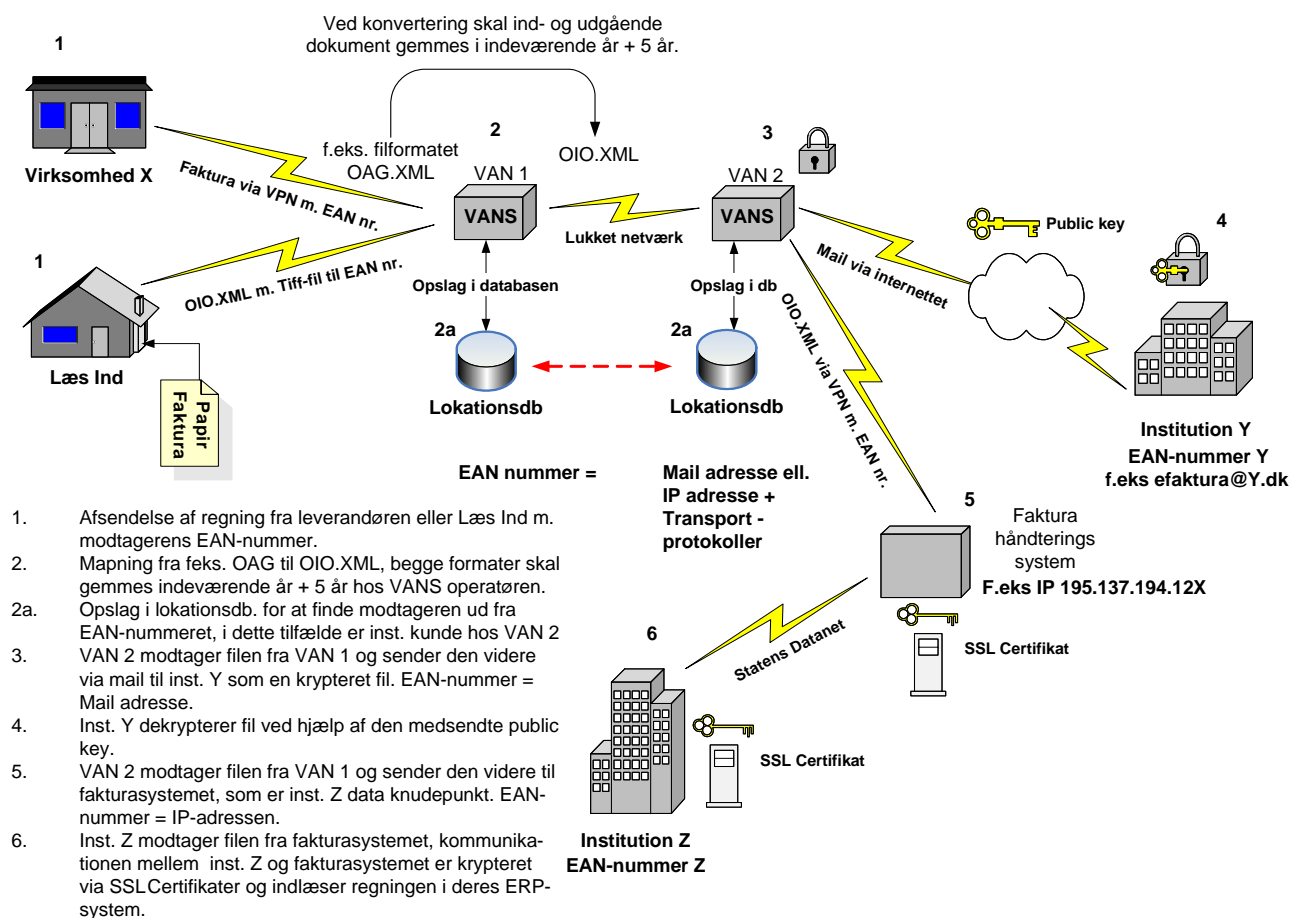 Ved konvertering skal ind- og udgående
dokument gemmes i indeværende år + 5 år.
1
Virksomhed X
Faktura via VPN m. EAN nr.
f.eks. filformatet
OAG.XML
OIO.XML
2
VAN 1
VANS
Lukket netværk
3
VAN 2
VANS
Public key
4
Mail via internettet
1
Læs Ind
OIO.XML m. Tiff-fil til EAN nr.
Papir
Faktura
Opslag i databasen
2a
Lokationsdb
Opslag i db
2a
Lokationsdb
OIO.XML via VPN m. EAN nr.
Institution Y
EAN-nummer Y
f.eks efaktura@Y.dk
EAN nummer =
Mail adresse ell.
IP adresse +
Transport -
protokoller
5
Faktura
håndterings
system
F.eks IP 195.137.194.12X
SSL Certifikat
Statens Datanet
6
SSL Certifikat
Institution Z
EAN-nummer Z
1. Afsendelse af regning fra leverandøren eller Læs Ind m.
modtagerens EAN-nummer.
2. Mapning fra feks. OAG til OIO.XML, begge formater skal
gemmes indeværende år + 5 år hos VANS operatøren.
2a. Opslag i lokationsdb. for at finde modtageren ud fra
EAN-nummeret, i dette tilfælde er inst. kunde hos VAN 2
3. VAN 2 modtager filen fra VAN 1 og sender den videre
via mail til inst. Y som en krypteret fil. EAN-nummer =
Mail adresse.
4. Inst. Y dekrypterer fil ved hjælp af den medsendte public
key.
5. VAN 2 modtager filen fra VAN 1 og sender den videre til
fakturasystemet, som er inst. Z data knudepunkt. EAN-
nummer = IP-adressen.
6. Inst. Z modtager filen fra fakturasystemet, kommunika-
tionen mellem inst. Z og fakturasystemet er krypteret
via SSLCertifikater og indlæser regningen i deres ERP-
system.